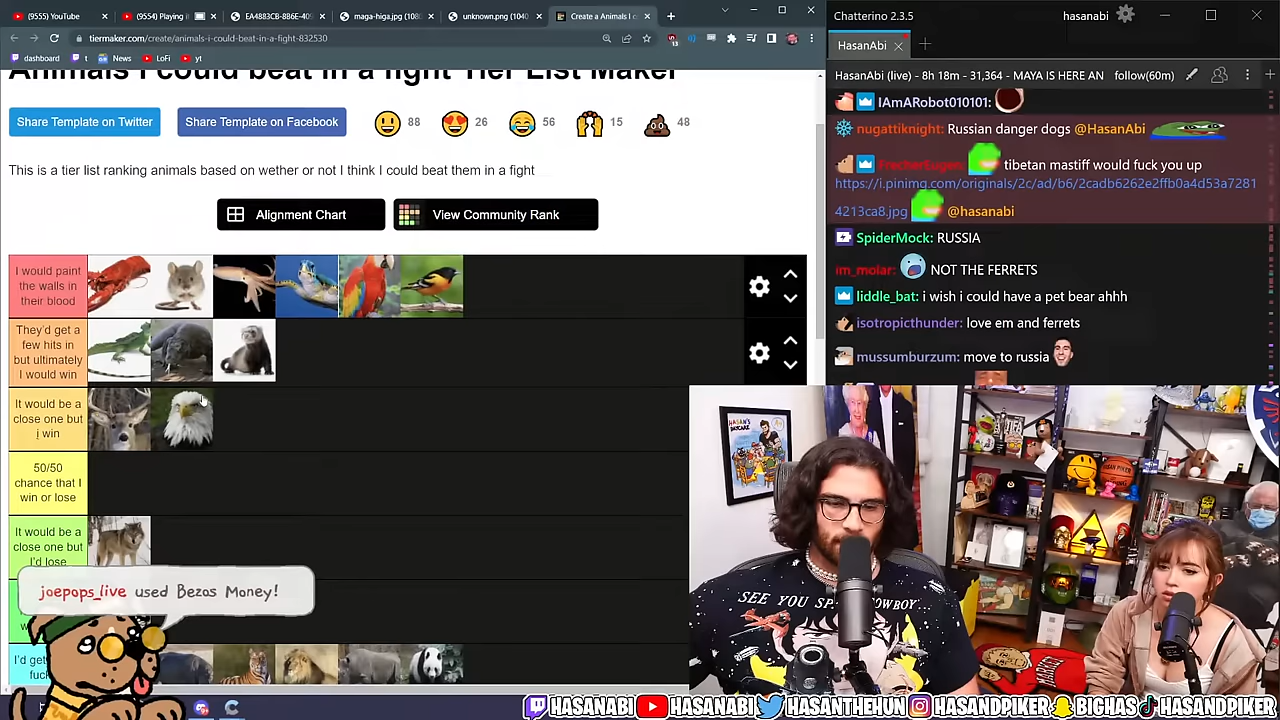 (9555) YouTube
(9554) Playing i
EA4883CB-886E-409
maga-higa.jpg (108
unknown.png (104
Create a Animals I c
tiermaker.com/create/animals-i-could-beat-in-a-fight-832530
dashboard
t
News
LoFi
yt
Animals I could beat in a fight Tier List Maker
Share Template on Twitter
Share Template on Facebook
88
26
56
15
48
This is a tier list ranking animals based on wether or not I think I could beat them in a fight
Alignment Chart
View Community Rank
I would paint
the walls in
their blood
They'd get a
few hits in
but ultimately
I would win
It would be a
close one but
i win
50/50
chance that I
win or lose
It would be a
close one but
I'd lose
I'd get
joepops_live used Bezos Money!
Chatterino 2.3.5
hasanabi
HasanAbi
HasanAbi (live) - 8h 18m - 31,364 - MAYA IS HERE AN
follow(60m)
IAmARobot010101:
nugattiknight: Russian danger dogs @HasanAbi
FrecherEugen: tibetan mastiff would fuck you up
https://i.pinimg.com/originals/2c/ad/b6/2cadb6262e2ffb0a4d53a7281
4213ca8.jpg @hasanabi
SpiderMock: RUSSIA
im_molar: NOT THE FERRETS
liddle_bat: i wish i could have a pet bear ahhh
isotropicthunder: love em and ferrets
mussumburzum: move to russia
SEE YOU SP COWBOY...
HASANABI
HASANABI
HASANTHEHUN
HASANDPIKER
BIGHAS
HASANDPIKER